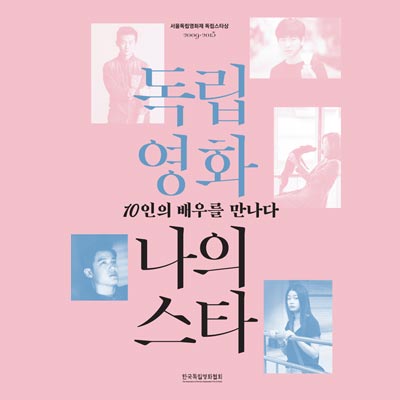 서울독립영화제 독립스타상
2009-2015
독립
영화
10인의 배우를 만나다
나의
스타
한국독립영화협회